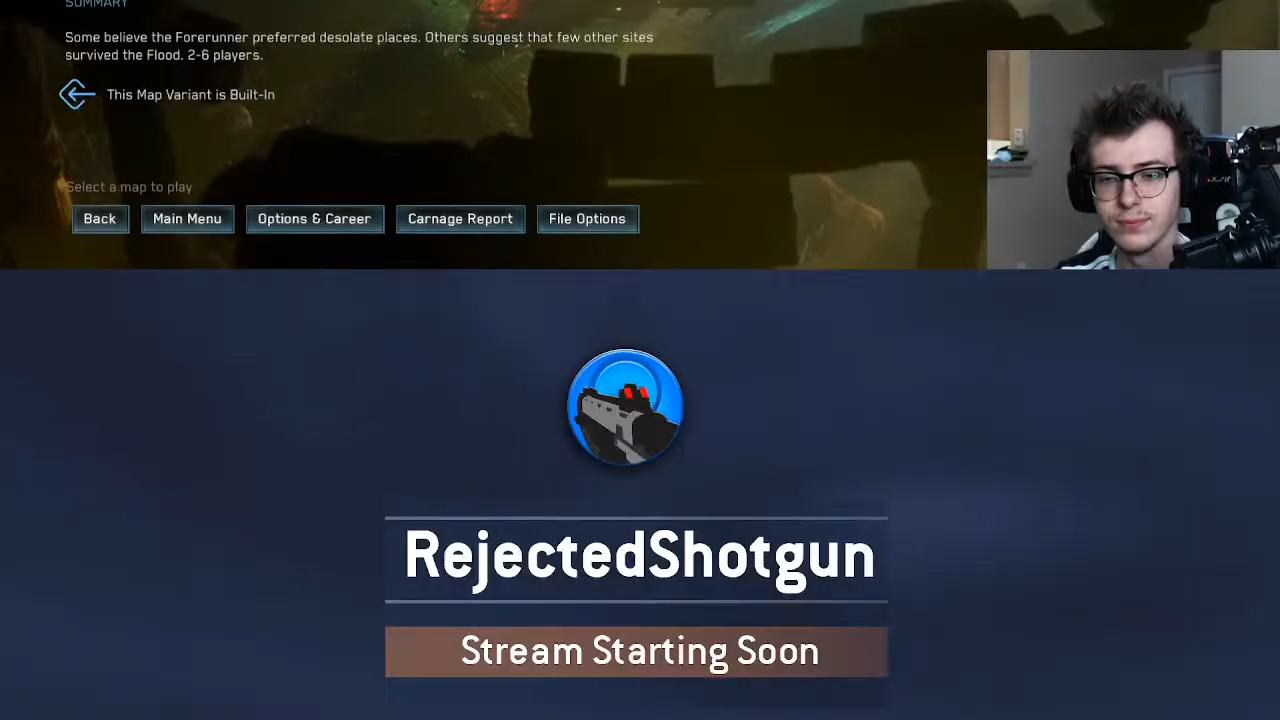 SUMMARY
Some believe the Forerunner preferred desolate places. Others suggest that few other sites
survived the Flood. 2-6 players.
This Map Variant is Built-In
Select a map to play
Back Main Menu Options & Career Carnage Report File Options
RejectedShotgun
Stream Starting Soon